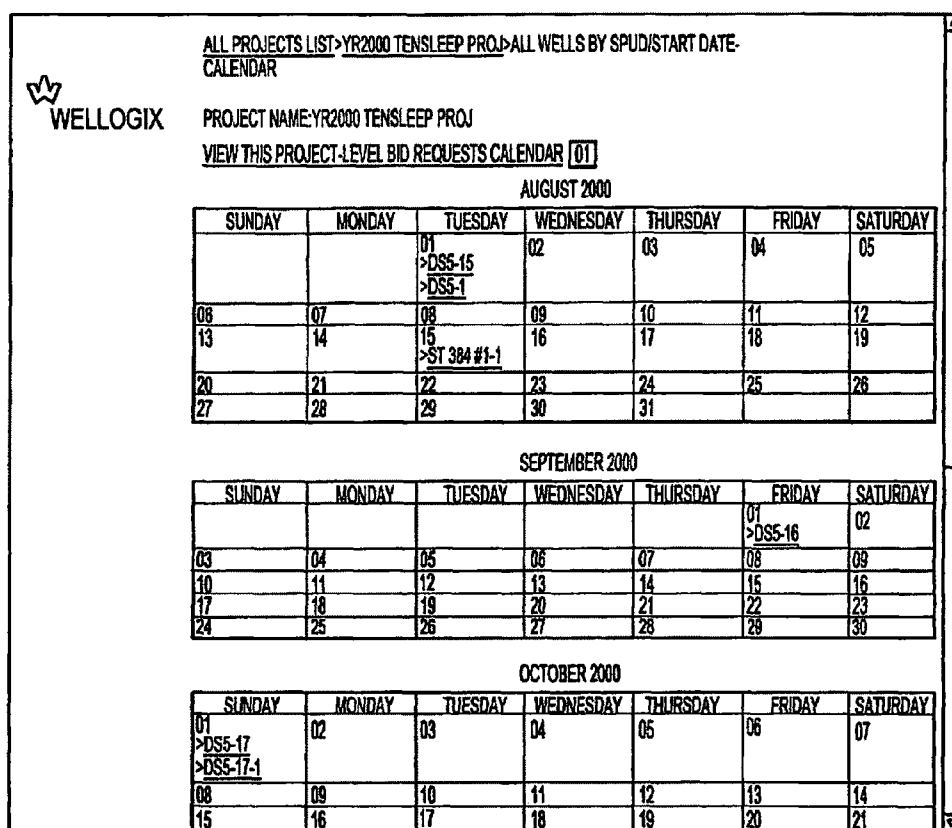 ALL PROJECTS LIST>YR2000 TENSLEEP PROJ>ALL WELLS BY SPUD/START DATE-
CALENDAR
WELLOGIX
PROJECT NAME:YR2000 TENSLEEP PROJ
VIEW THIS PROJECT-LEVEL BID REQUESTS CALENDAR 01
AUGUST 2000
SUNDAY MONDAY TUESDAY WEDNESDAY THURSDAY FRIDAY SATURDAY
01 02 03 04 05
>DS5-15
>DS5-1
06 07 08 09 10 11 12
13 14 15 16 17 18 19
>ST 384 #1-1
20 21 22 23 24 25 26
27 28 29 30 31
SEPTEMBER 2000
SUNDAY MONDAY TUESDAY WEDNESDAY THURSDAY FRIDAY SATURDAY
01 02
>DS5-16
03 04 05 06 07 08 09
10 11 12 13 14 15 16
17 18 19 20 21 22 23
24 25 26 27 28 29 30
OCTOBER 2000
SUNDAY MONDAY TUESDAY WEDNESDAY THURSDAY FRIDAY SATURDAY
01 02 03 04 05 06 07
>DS5-17
>DS5-17-1
08 09 10 11 12 13 14
15 16 17 18 19 20 21